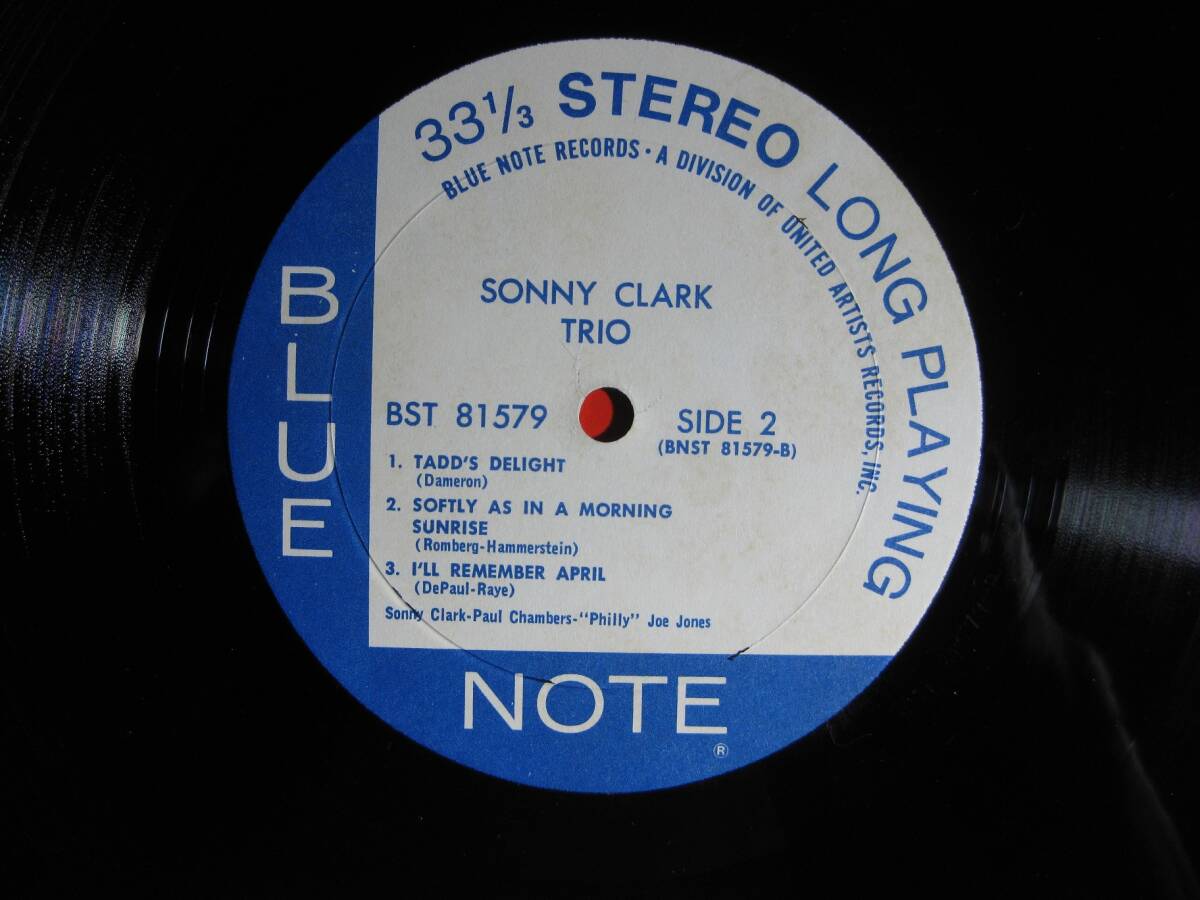 33⅓ STEREO LONG PLAYING
BLUE NOTE RECORDS · A DIVISION OF UNITED ARTISTS RECORDS, INC.
BLUE
SONNY CLARK
TRIO
BST 81579
SIDE 2
(BNST 81579-B)
1. TADD'S DELIGHT
(Dameron)
2. SOFTLY AS IN A MORNING
SUNRISE
(Romberg-Hammerstein)
3. I'LL REMEMBER APRIL
(DePaul-Raye)
Sonny Clark-Paul Chambers-"Philly" Joe Jones
NOTE
®